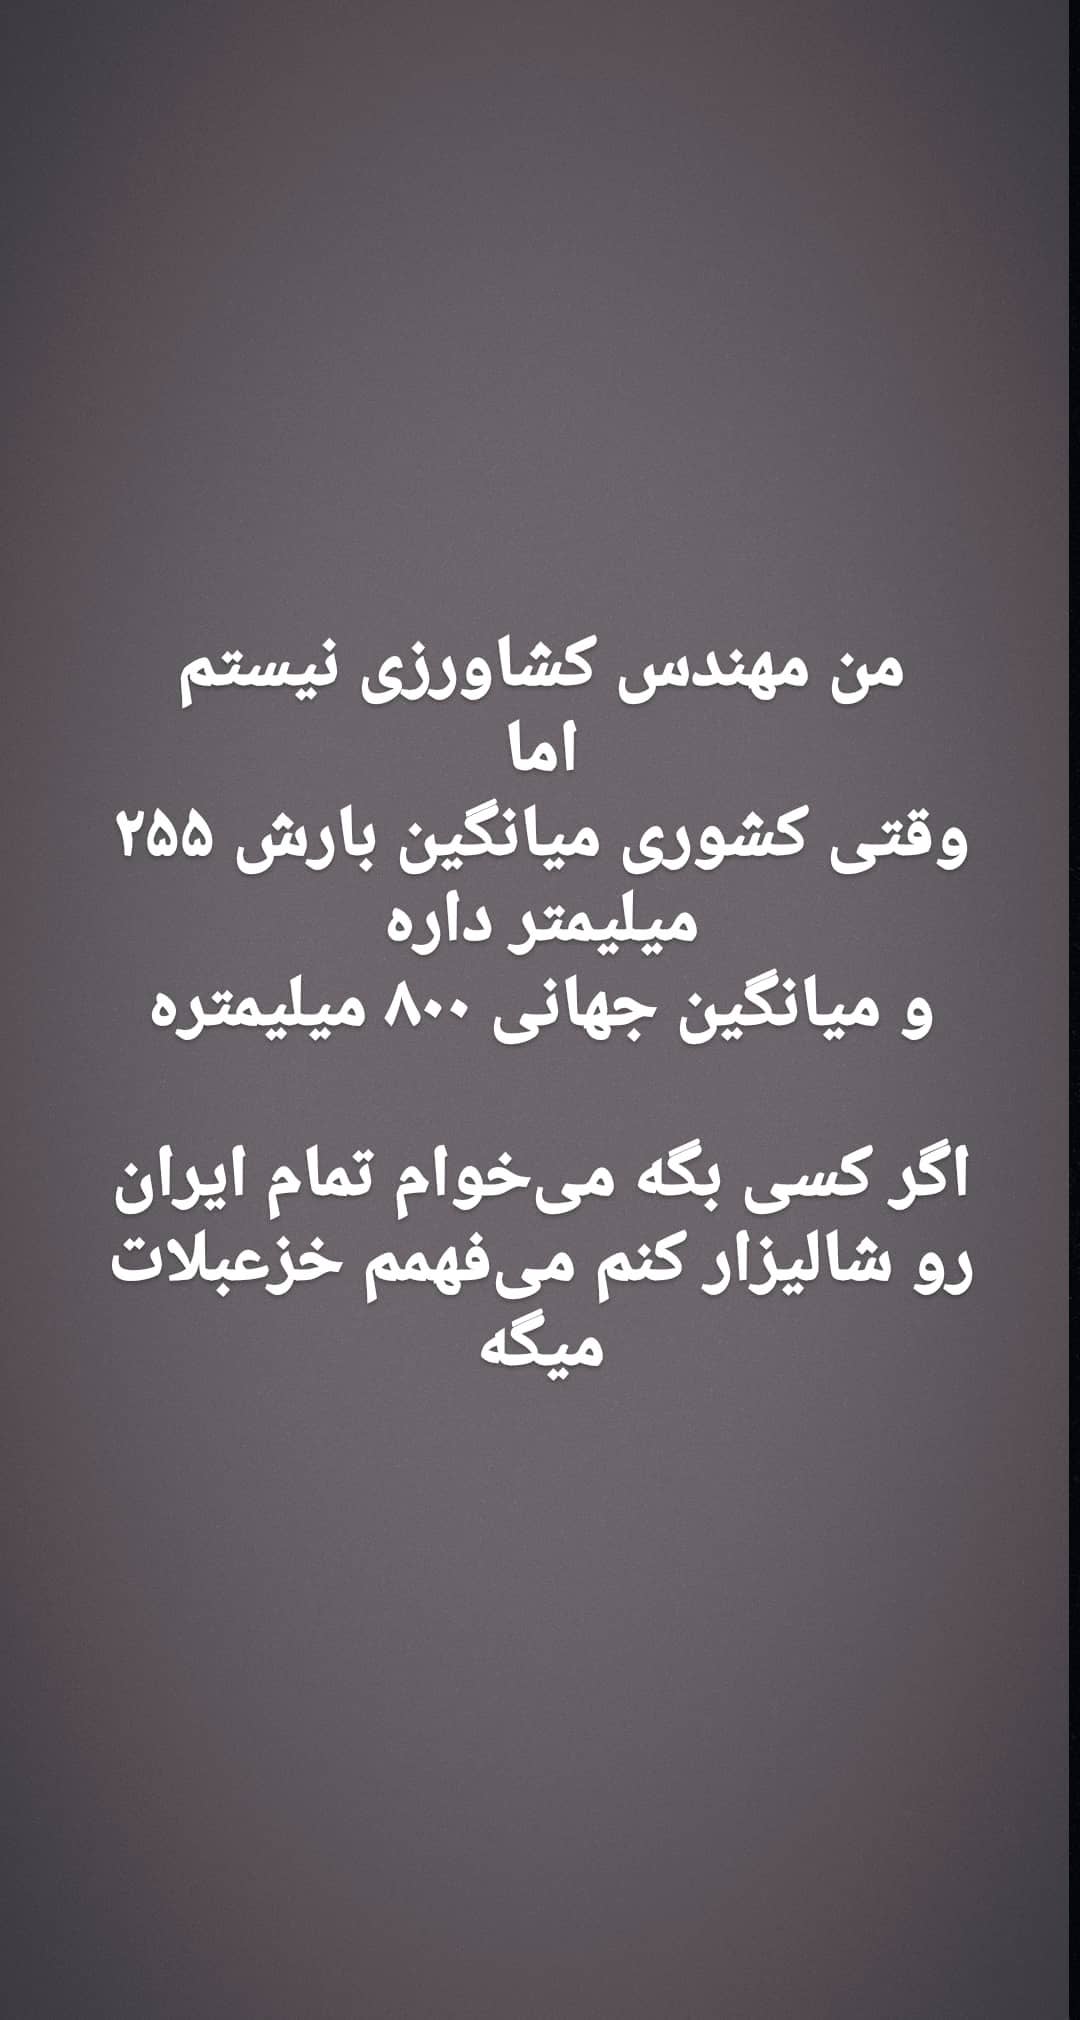 من مهندس کشاورزی نیستم
اما
وقتی کشوری میانگین بارش ۲۵۵
میلیمتر داره
و میانگین جهانی ۸۰۰ میلیمتره
اگر کسی بگه می‌خوام تمام ایران
رو شالیزار کنم می‌فهمم خزعبلات
میگه